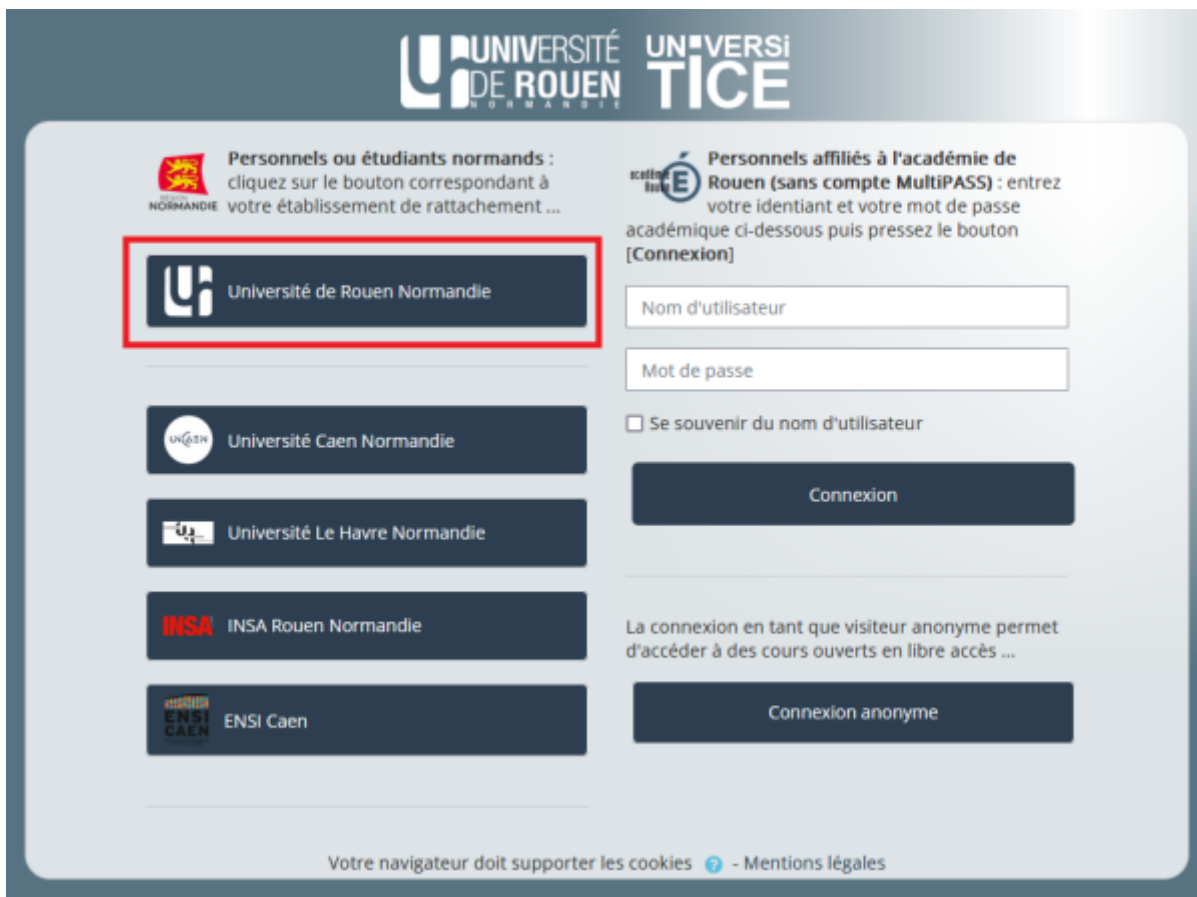 UNIVERSITÉ
DE ROUEN
NORMANDIE
UNIVERSi
TICE
Personnels ou étudiants normands :
cliquez sur le bouton correspondant à
votre établissement de rattachement ...
NORMANDIE
Université de Rouen Normandie
UNICAEN
Université Caen Normandie
Université Le Havre Normandie
INSA
INSA Rouen Normandie
ENSI
CAEN
ENSI Caen
Personnels affiliés à l'académie de
Rouen (sans compte MultiPASS) : entrez
votre identiant et votre mot de passe
académique ci-dessous puis pressez le bouton
[Connexion]
académie
Rouen
Nom d'utilisateur
Mot de passe
Se souvenir du nom d'utilisateur
Connexion
La connexion en tant que visiteur anonyme permet
d'accéder à des cours ouverts en libre accès ...
Connexion anonyme
Votre navigateur doit supporter les cookies ? - Mentions légales